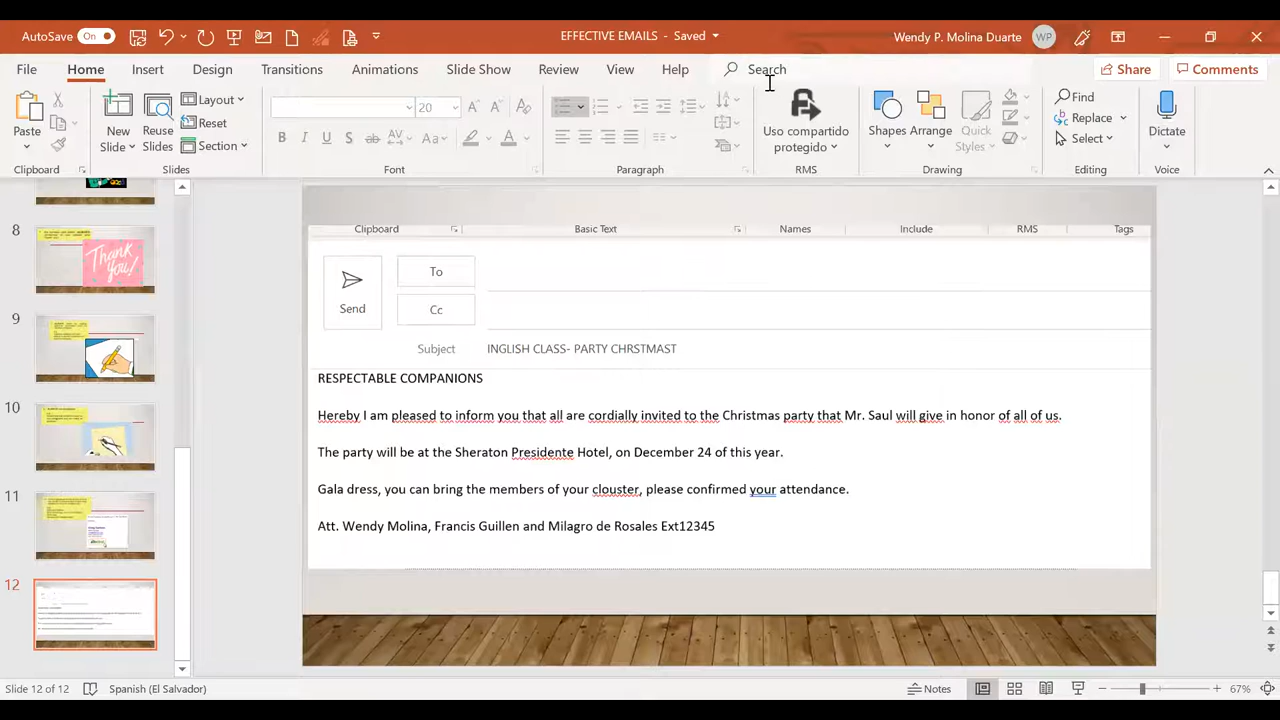 AutoSave On EFFECTIVE EMAILS - Saved Wendy P. Molina Duarte WP
File Home Insert Design Transitions Animations Slide Show Review View Help Search Share Comments
Paste New Slide Reuse Slides Layout Reset Section 20 Uso compartido protegido Shapes Arrange Quick Styles Find Replace Select Dictate
Clipboard Slides Font Paragraph RMS Drawing Editing Voice
8
Thank you!
9
10
11
12
Clipboard Basic Text Names Include RMS Tags
Send
To
Cc
Subject INGLISH CLASS- PARTY CHRSTMAST
RESPECTABLE COMPANIONS
Hereby I am pleased to inform you that all are cordially invited to the Christmas party that Mr. Saul will give in honor of all of us.
The party will be at the Sheraton Presidente Hotel, on December 24 of this year.
Gala dress, you can bring the members of your clouster, please confirmed your attendance.
Att. Wendy Molina, Francis Guillen and Milagro de Rosales Ext12345
Slide 12 of 12 Spanish (El Salvador) Notes 67%